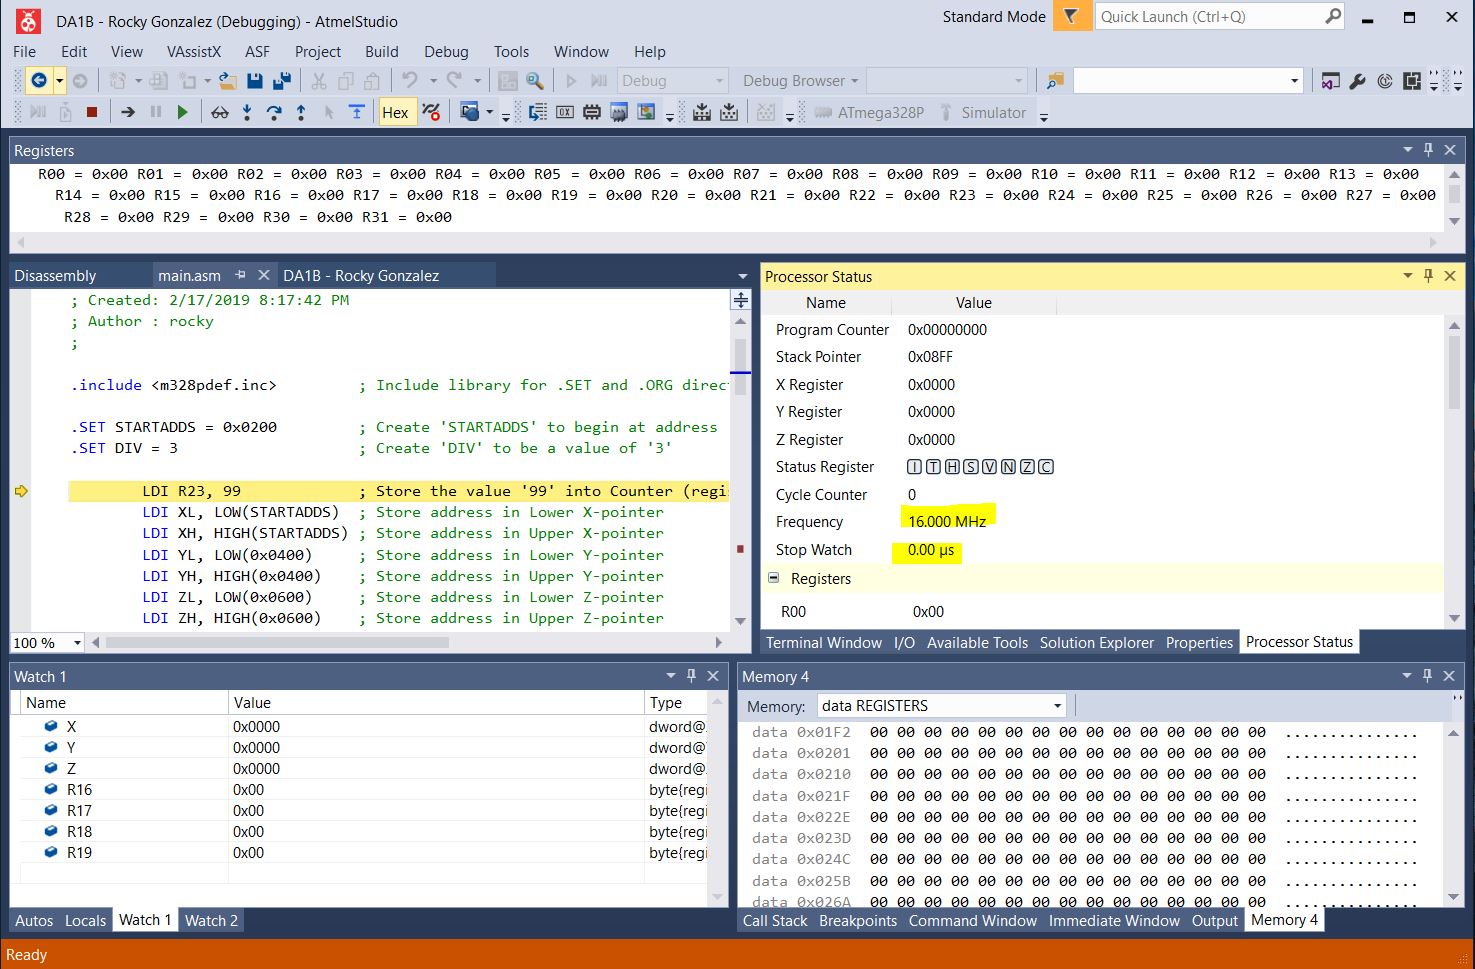 DA1B - Rocky Gonzalez (Debugging) - AtmelStudio
Standard Mode
Quick Launch (Ctrl+Q)
File Edit View VAssistX ASF Project Build Debug Tools Window Help
Debug
Debug Browser
Hex
ATmega328P
Simulator
Registers
R00 = 0x00 R01 = 0x00 R02 = 0x00 R03 = 0x00 R04 = 0x00 R05 = 0x00 R06 = 0x00 R07 = 0x00 R08 = 0x00 R09 = 0x00 R10 = 0x00 R11 = 0x00 R12 = 0x00 R13 = 0x00
R14 = 0x00 R15 = 0x00 R16 = 0x00 R17 = 0x00 R18 = 0x00 R19 = 0x00 R20 = 0x00 R21 = 0x00 R22 = 0x00 R23 = 0x00 R24 = 0x00 R25 = 0x00 R26 = 0x00 R27 = 0x00
R28 = 0x00 R29 = 0x00 R30 = 0x00 R31 = 0x00
Disassembly main.asm DA1B - Rocky Gonzalez
; Created: 2/17/2019 8:17:42 PM
; Author : rocky
;
.include <m328pdef.inc> ; Include library for .SET and .ORG direc
.SET STARTADDS = 0x0200 ; Create 'STARTADDS' to begin at address
.SET DIV = 3 ; Create 'DIV' to be a value of '3'
LDI R23, 99 ; Store the value '99' into Counter (regi
LDI XL, LOW(STARTADDS) ; Store address in Lower X-pointer
LDI XH, HIGH(STARTADDS) ; Store address in Upper X-pointer
LDI YL, LOW(0x0400) ; Store address in Lower Y-pointer
LDI YH, HIGH(0x0400) ; Store address in Upper Y-pointer
LDI ZL, LOW(0x0600) ; Store address in Lower Z-pointer
LDI ZH, HIGH(0x0600) ; Store address in Upper Z-pointer
100 %
Processor Status
Name Value
Program Counter 0x00000000
Stack Pointer 0x08FF
X Register 0x0000
Y Register 0x0000
Z Register 0x0000
Status Register I T H S V N Z C
Cycle Counter 0
Frequency 16.000 MHz
Stop Watch 0.00 µs
Registers
R00 0x00
Terminal Window I/O Available Tools Solution Explorer Properties Processor Status
Watch 1
Name Value Type
X 0x0000 dword@
Y 0x0000 dword@
Z 0x0000 dword@
R16 0x00 byte{regi
R17 0x00 byte{regi
R18 0x00 byte{regi
R19 0x00 byte{regi
Autos Locals Watch 1 Watch 2
Memory 4
Memory: data REGISTERS
data 0x01F2 00 00 00 00 00 00 00 00 00 00 00 00 00 00 00 ...............
data 0x0201 00 00 00 00 00 00 00 00 00 00 00 00 00 00 00 ...............
data 0x0210 00 00 00 00 00 00 00 00 00 00 00 00 00 00 00 ...............
data 0x021F 00 00 00 00 00 00 00 00 00 00 00 00 00 00 00 ...............
data 0x022E 00 00 00 00 00 00 00 00 00 00 00 00 00 00 00 ...............
data 0x023D 00 00 00 00 00 00 00 00 00 00 00 00 00 00 00 ...............
data 0x024C 00 00 00 00 00 00 00 00 00 00 00 00 00 00 00 ...............
data 0x025B 00 00 00 00 00 00 00 00 00 00 00 00 00 00 00 ...............
data 0x026A 00 00 00 00 00 00 00 00 00 00 00 00 00 00 00 ...............
Call Stack Breakpoints Command Window Immediate Window Output Memory 4
Ready